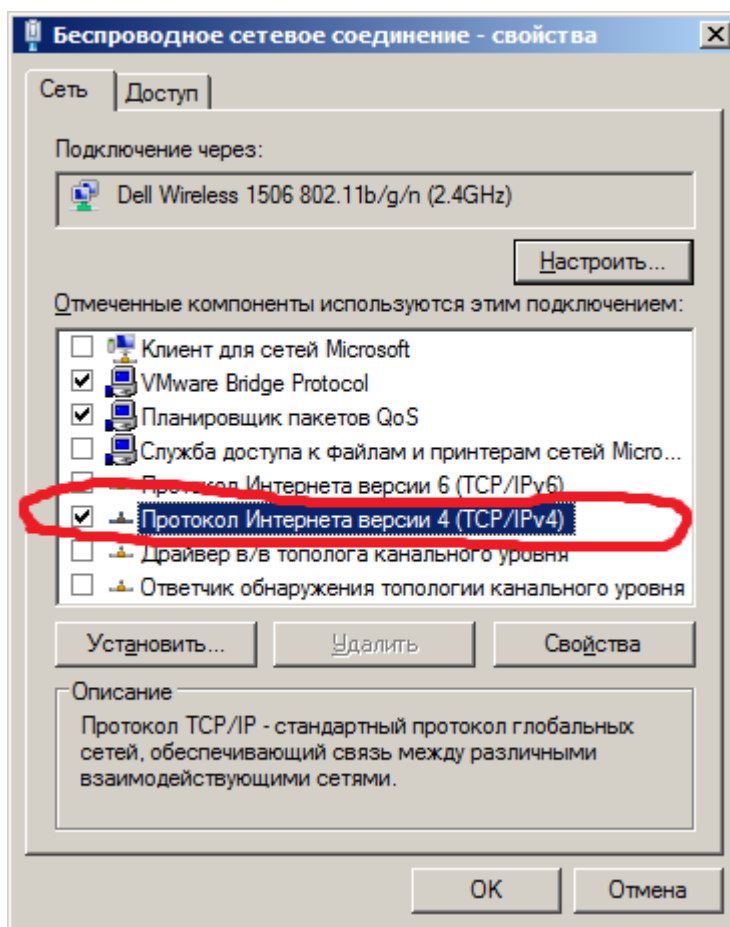 Беспроводное сетевое соединение - свойства
Сеть
Доступ
Подключение через:
Dell Wireless 1506 802.11b/g/n (2.4GHz)
Настроить...
Отмеченные компоненты используются этим подключением:
Клиент для сетей Microsoft
VMware Bridge Protocol
Планировщик пакетов QoS
Служба доступа к файлам и принтерам сетей Micro...
Протокол Интернета версии 6 (TCP/IPv6)
Протокол Интернета версии 4 (TCP/IPv4)
Драйвер в/в тополога канального уровня
Ответчик обнаружения топологии канального уровня
Установить...
Удалить
Свойства
Описание
Протокол TCP/IP - стандартный протокол глобальных
сетей, обеспечивающий связь между различными
взаимодействующими сетями.
OK
Отмена